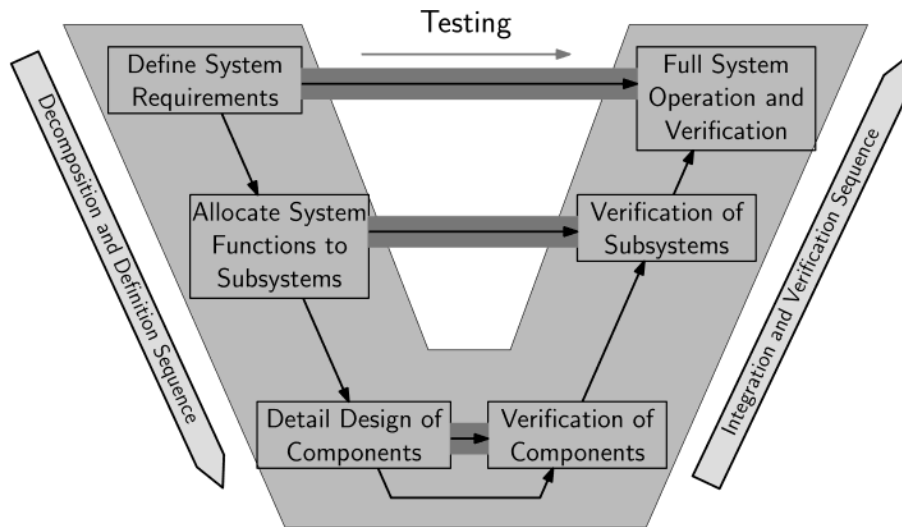 Testing
Define System
Requirements
Full System
Operation and
Verification
Decomposition and Definition Sequence
Allocate System
Functions to
Subsystems
Verification of
Subsystems
Integration and Verification Sequence
Detail Design of
Components
Verification of
Components